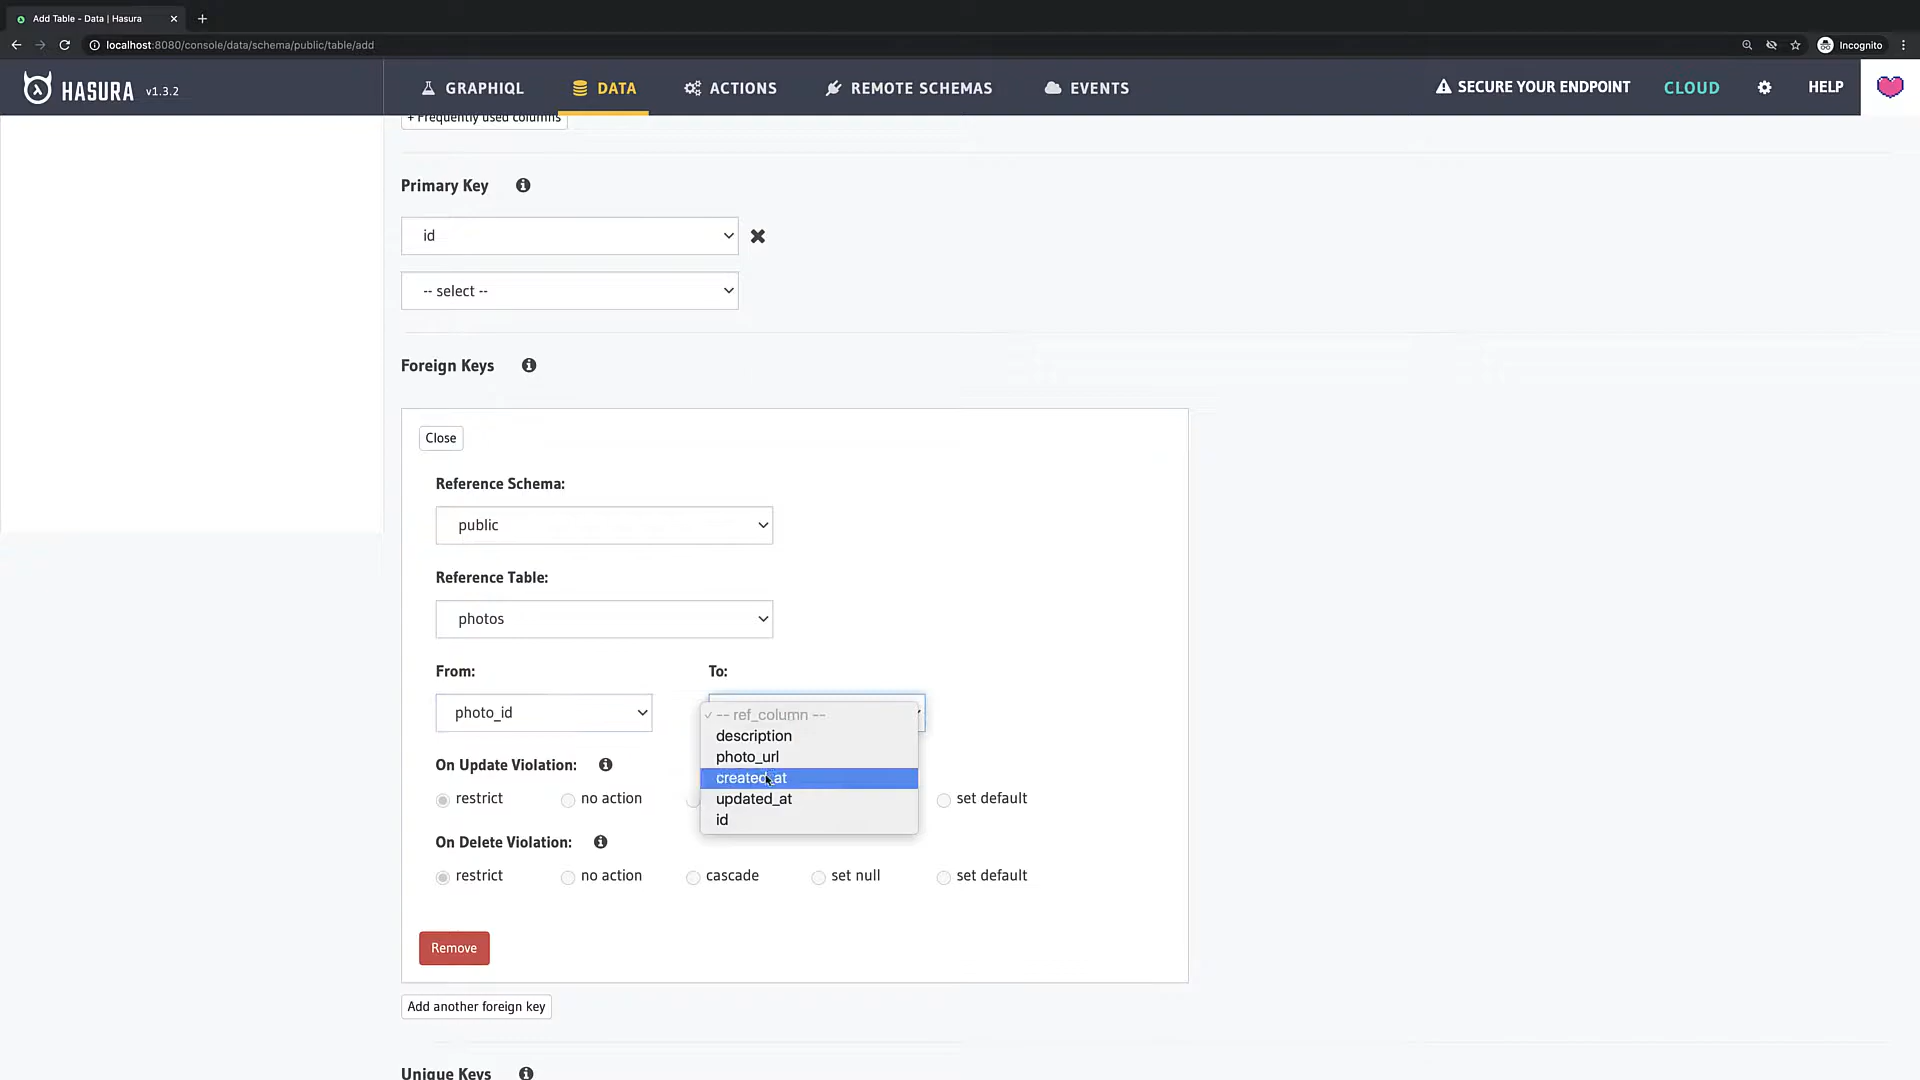 Add Table - Data | Hasura
localhost:8080/console/data/schema/public/table/add
Incognito
HASURA v1.3.2
GRAPHIQL
DATA
ACTIONS
REMOTE SCHEMAS
EVENTS
SECURE YOUR ENDPOINT
CLOUD
HELP
+ Frequently used columns
Primary Key
id
-- select --
Foreign Keys
Close
Reference Schema:
public
Reference Table:
photos
From: To:
photo_id
-- ref_column --
description
photo_url
created_at
updated_at
id
On Update Violation:
restrict no action set default
On Delete Violation:
restrict no action cascade set null set default
Remove
Add another foreign key
Unique Keys